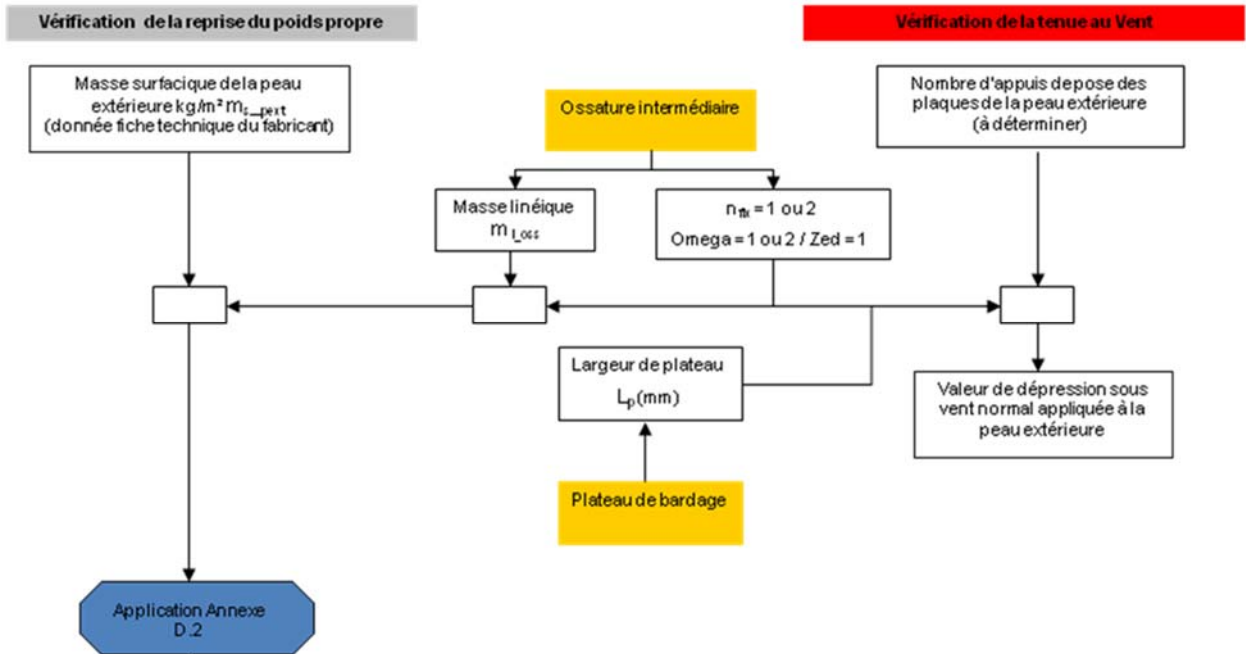 Vérification de la reprise du poids propre
Vérification de la tenue au Vent
Masse surfacique de la peau
extérieure kg/m² m s_pext
(donnée fiche technique du fabricant)
Ossature intermédiaire
Nombre d'appuis de pose des
plaques de la peau extérieure
(à déterminer)
Masse linéique
m l_oss
n fix = 1 ou 2
Omega = 1 ou 2 / Zed = 1
Largeur de plateau
Lp (mm)
Valeur de dépression sous
vent normal appliquée à la
peau extérieure
Plateau de bardage
Application Annexe
D.2